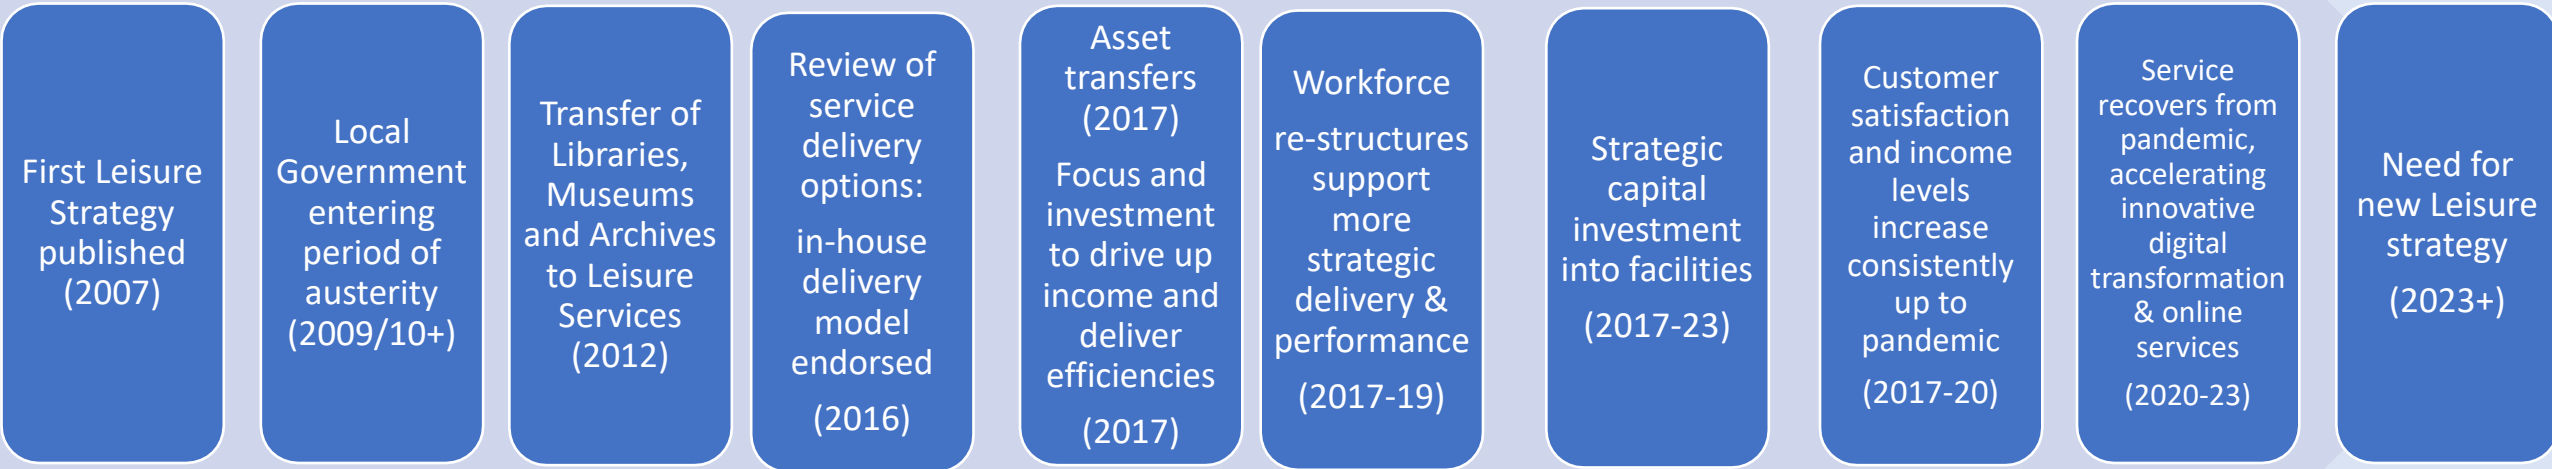 First Leisure
Strategy
published
(2007)
Local
Government
entering
period of
austerity
(2009/10+)
Transfer of
Libraries,
Museums
and Archives
to Leisure
Services
(2012)
Review of
service
delivery
options:
in-house
delivery
model
endorsed
(2016)
Asset
transfers
(2017)
Focus and
investment
to drive up
income and
deliver
efficiencies
(2017)
Workforce
re-structures
support
more
strategic
delivery &
performance
(2017-19)
Strategic
capital
investment
into facilities
(2017-23)
Customer
satisfaction
and income
levels
increase
consistently
up to
pandemic
(2017-20)
Service
recovers from
pandemic,
accelerating
innovative
digital
transformation
& online
services
(2020-23)
Need for
new Leisure
strategy
(2023+)